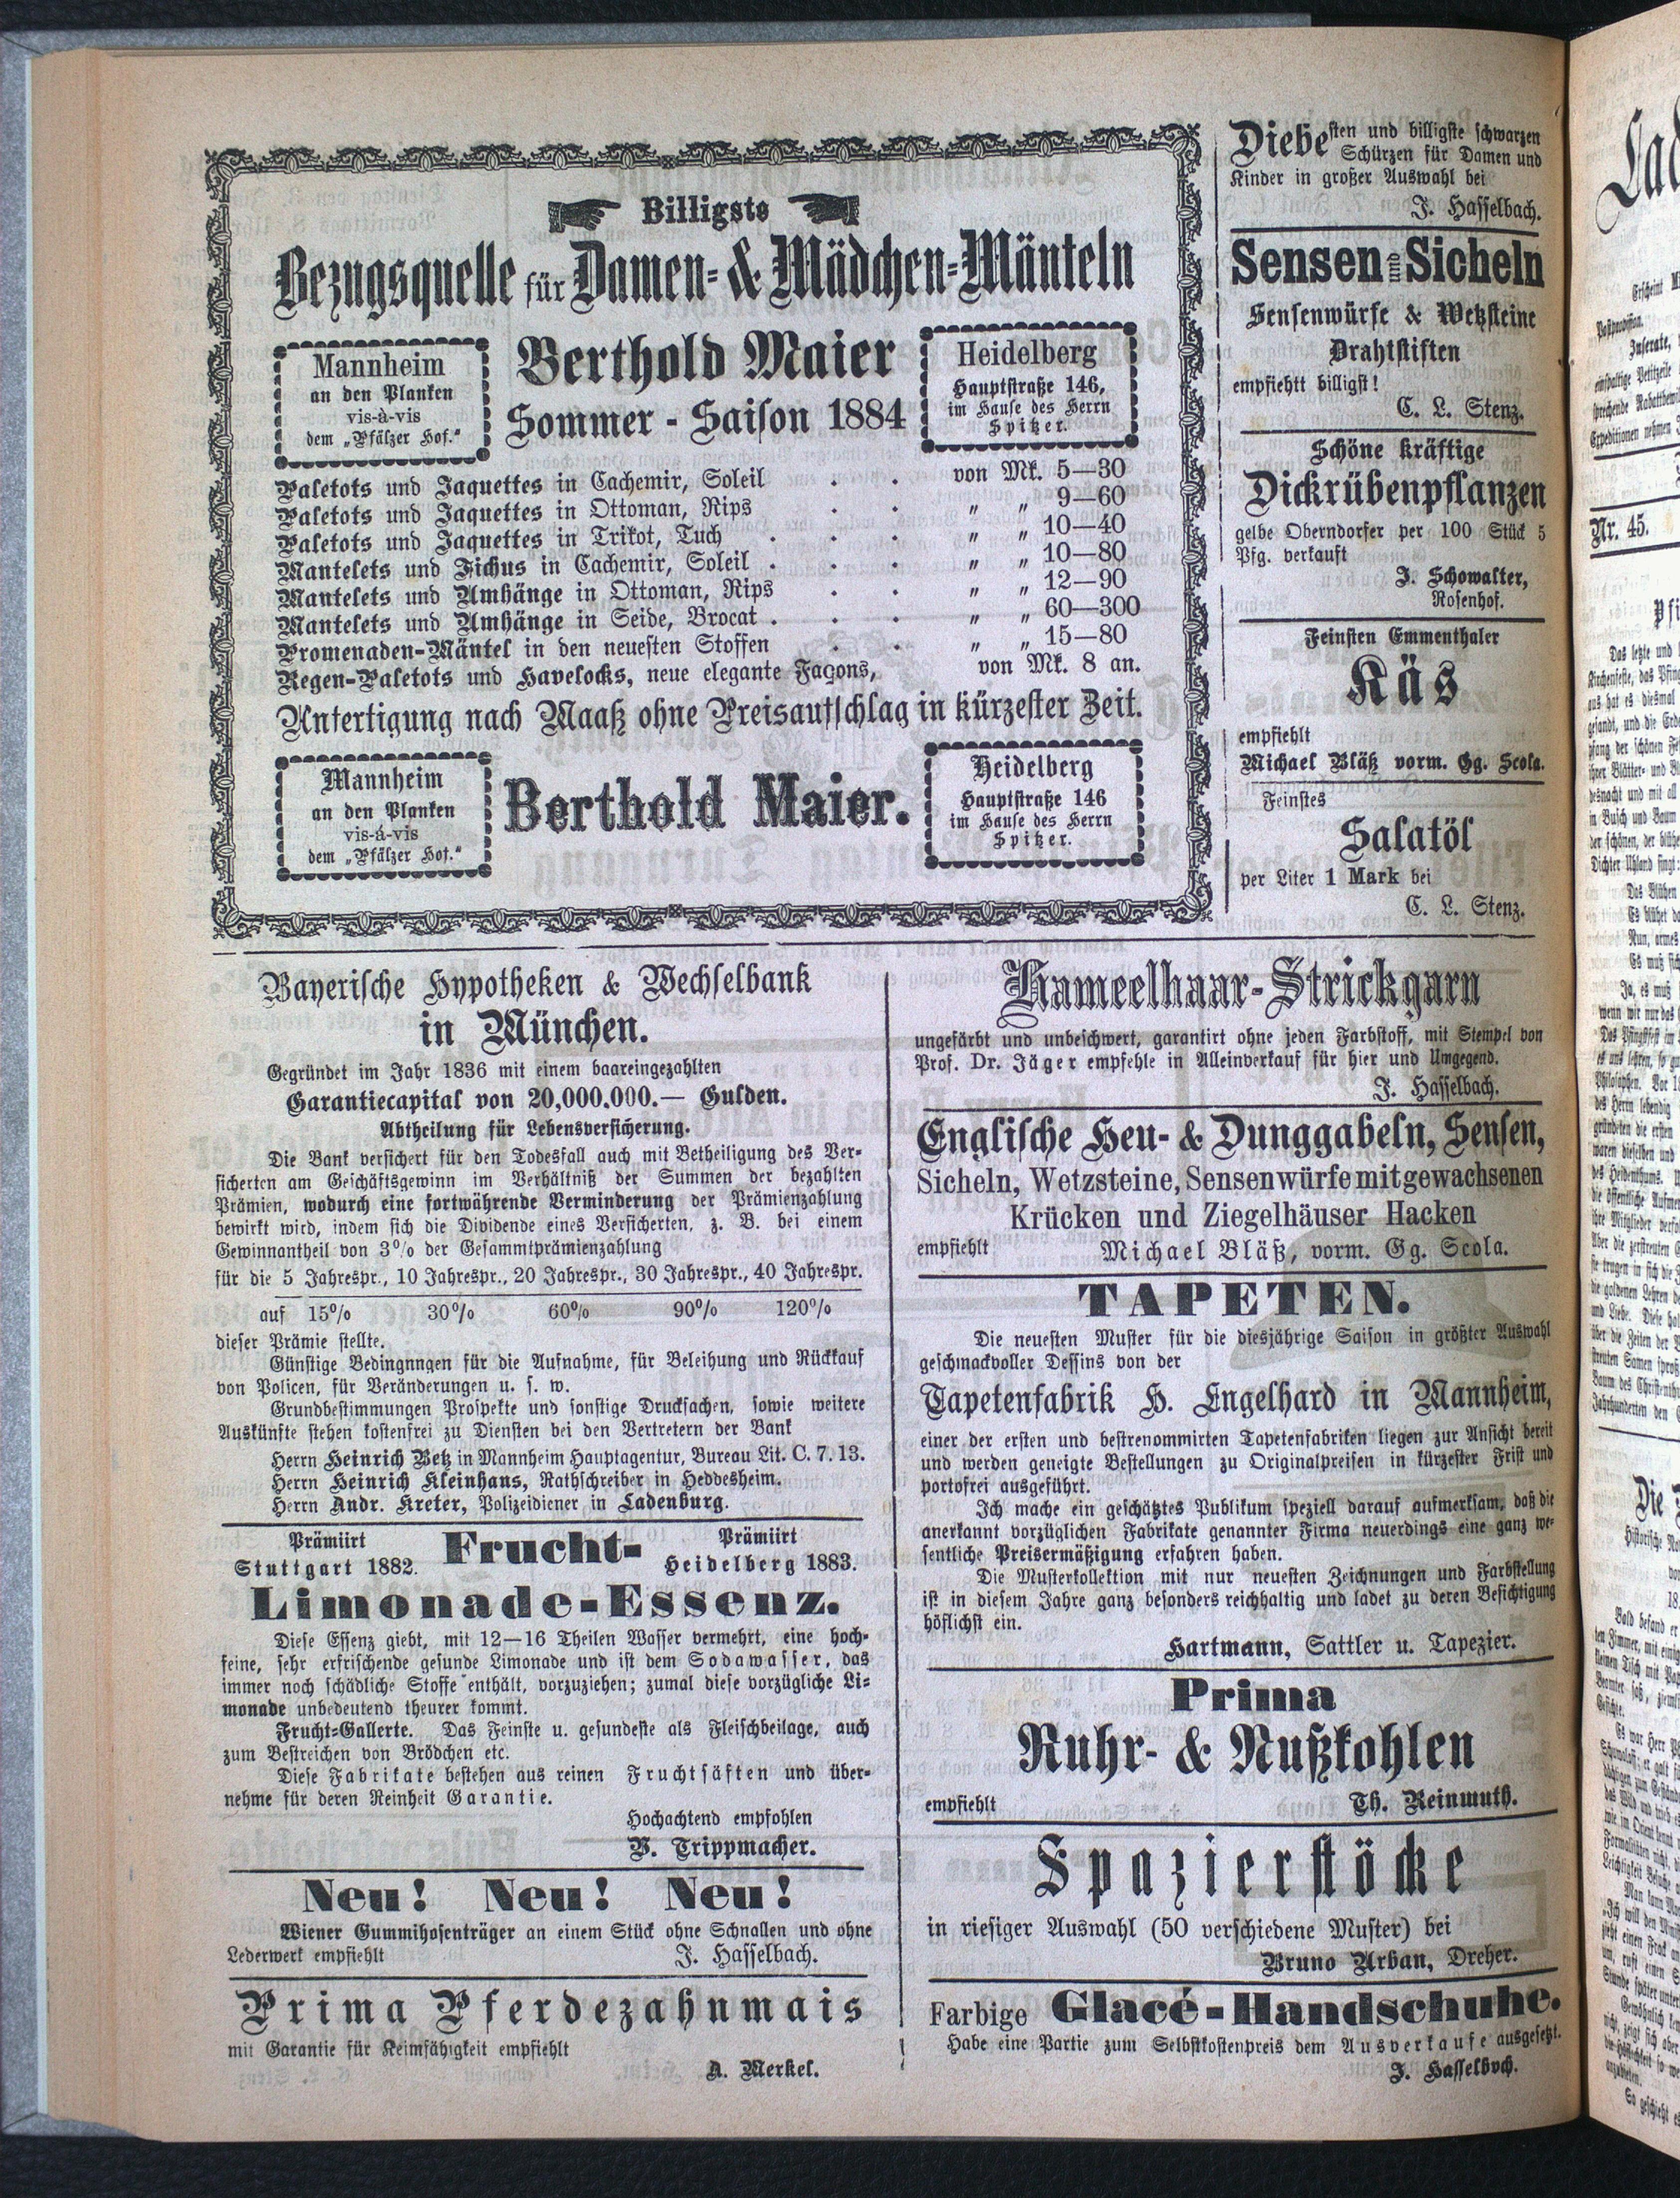 Billigste
Bezugsquelle für Damen- & Mädchen-Mänteln
Mannheim
an den Planken
vis-à-vis
dem „Pfälzer Hof."
Berthold Maier
Sommer - Saison 1884
Heidelberg
Hauptstraße 146,
im Hause des Herrn
Spitzer.
Paletots und Jaquettes in Cachemir, Soleil . . von Mk. 5—30
Paletots und Jaquettes in Ottoman, Rips . . „ „ 9—60
Paletots und Jaquettes in Trikot, Tuch . . . „ „ 10—40
Mantelets und Fichus in Cachemir, Soleil . . . „ „ 10—80
Mantelets und Umhänge in Ottoman, Rips . . „ „ 12—90
Mantelets und Umhänge in Seide, Brocat . . . „ „ 60—300
Promenaden-Mäntel in den neuesten Stoffen . . „ „ 15—80
Regen-Paletots und Havelocks, neue elegante Façons, von Mk. 8 an.
Anfertigung nach Maaß ohne Preisaufschlag in kürzester Zeit.
Mannheim
an den Planken
vis-á-vis
dem „Pfälzer Hof."
Berthold Maier.
Heidelberg
Hauptstraße 146
im Hause des Herrn
Spitzer.
Die besten und billigste schwarzen
Schürzen für Damen und
Kinder in großer Auswahl bei
J. Hasselbach.
Sensen und Sicheln
Sensenwürfe & Wetzsteine
Drahtstiften
empfiehlt billigst!
C. L. Stenz.
Schöne kräftige
Dickrübenpflanzen
gelbe Oberndorfer per 100 Stück 5
Pfg. verkauft
J. Schowalter,
Rosenhof.
Feinsten Emmenthaler
Käs
empfiehlt
Michael Bläß vorm. Gg. Scola.
Feinstes
Salatöl
per Liter 1 Mark bei
C. L. Stenz.
Bayerische Hypotheken & Wechselbank
in München.
Gegründet im Jahr 1836 mit einem baareingezahlten
Garantiecapital von 20,000.000.— Gulden.
Abtheilung für Lebensversicherung.
Die Bank versichert für den Todesfall auch mit Betheiligung des Ver-
sicherten am Geschäftsgewinn im Verhältniß der Summen der bezahlten
Prämien, wodurch eine fortwährende Verminderung der Prämienzahlung
bewirkt wird, indem sich die Dividende eines Versicherten, z. B. bei einem
Gewinnantheil von 3% der Gesammtprämienzahlung
für die 5 Jahrespr., 10 Jahrespr., 20 Jahrespr., 30 Jahrespr., 40 Jahrespr.
auf 15% 30% 60% 90% 120%
dieser Prämie stellte.
Günstige Bedingnngen für die Aufnahme, für Beleihung und Rückkauf
von Policen, für Veränderungen u. s. w.
Grundbestimmungen Prospekte und sonstige Drucksachen, sowie weitere
Auskünfte stehen kostenfrei zu Diensten bei den Vertretern der Bank
Herrn Heinrich Betz in Mannheim Hauptagentur, Bureau Lit. C. 7. 13.
Herrn Heinrich Kleinhans, Rathschreiber in Heddesheim.
Herrn Andr. Kreter, Polizeidiener in Ladenburg.
Prämiirt
Stuttgart 1882.
Frucht-
Prämiirt
Heidelberg 1883.
Limonade-Essenz.
Diese Essenz giebt, mit 12—16 Theilen Wasser vermehrt, eine hoch-
feine, sehr erfrischende gesunde Limonade und ist dem Sodawasser, das
immer noch schädliche Stoffe enthält, vorzuziehen; zumal diese vorzügliche Li-
monade unbedeutend theurer kommt.
Frucht-Gallerte. Das Feinste u. gesundeste als Fleischbeilage, auch
zum Bestreichen von Brödchen etc.
Diese Fabrikate bestehen aus reinen Fruchtsäften und über-
nehme für deren Reinheit Garantie.
Hochachtend empfohlen
B. Trippmacher.
Neu! Neu! Neu!
Wiener Gummihosenträger an einem Stück ohne Schnallen und ohne
Lederwerk empfiehlt J. Hasselbach.
Prima Pferdezahnmais
mit Garantie für Keimfähigkeit empfiehlt
A. Merkel.
Kameelhaar-Strickgarn
ungefärbt und unbeschwert, garantirt ohne jeden Farbstoff, mit Stempel von
Prof. Dr. Jäger empfehle in Alleinverkauf für hier und Umgegend.
J. Hasselbach.
Englische Heu- & Dunggabeln, Sensen,
Sicheln, Wetzsteine, Sensenwürfe mit gewachsenen
Krücken und Ziegelhäuser Hacken
empfiehlt Michael Bläß, vorm. Gg. Scola.
TAPETEN.
Die neuesten Muster für die diesjährige Saison in größter Auswahl
geschmackvoller Dessins von der
Tapetenfabrik H. Engelhard in Mannheim,
einer der ersten und bestrenommirten Tapetenfabriken liegen zur Ansicht bereit
und werden geneigte Bestellungen zu Originalpreisen in kürzester Frist und
portofrei ausgeführt.
Ich mache ein geschätztes Publikum speziell darauf aufmerksam, daß die
anerkannt vorzüglichen Fabrikate genannter Firma neuerdings eine ganz we-
sentliche Preisermäßigung erfahren haben.
Die Musterkollektion mit nur neuesten Zeichnungen und Farbstellung
ist in diesem Jahre ganz besonders reichhaltig und ladet zu deren Besichtigung
höflichst ein.
Hartmann, Sattler u. Tapezier.
Prima
Ruhr- & Nußkohlen
empfiehlt Th. Reinmuth.
Spazierstöcke
in riesiger Auswahl (50 verschiedene Muster) bei
Bruno Urban, Dreher.
Farbige Glacé-Handschuhe.
Habe eine Partie zum Selbstkostenpreis dem Ausverkaufe ausgesetzt.
J. Hasselbach.
Nr. 45.